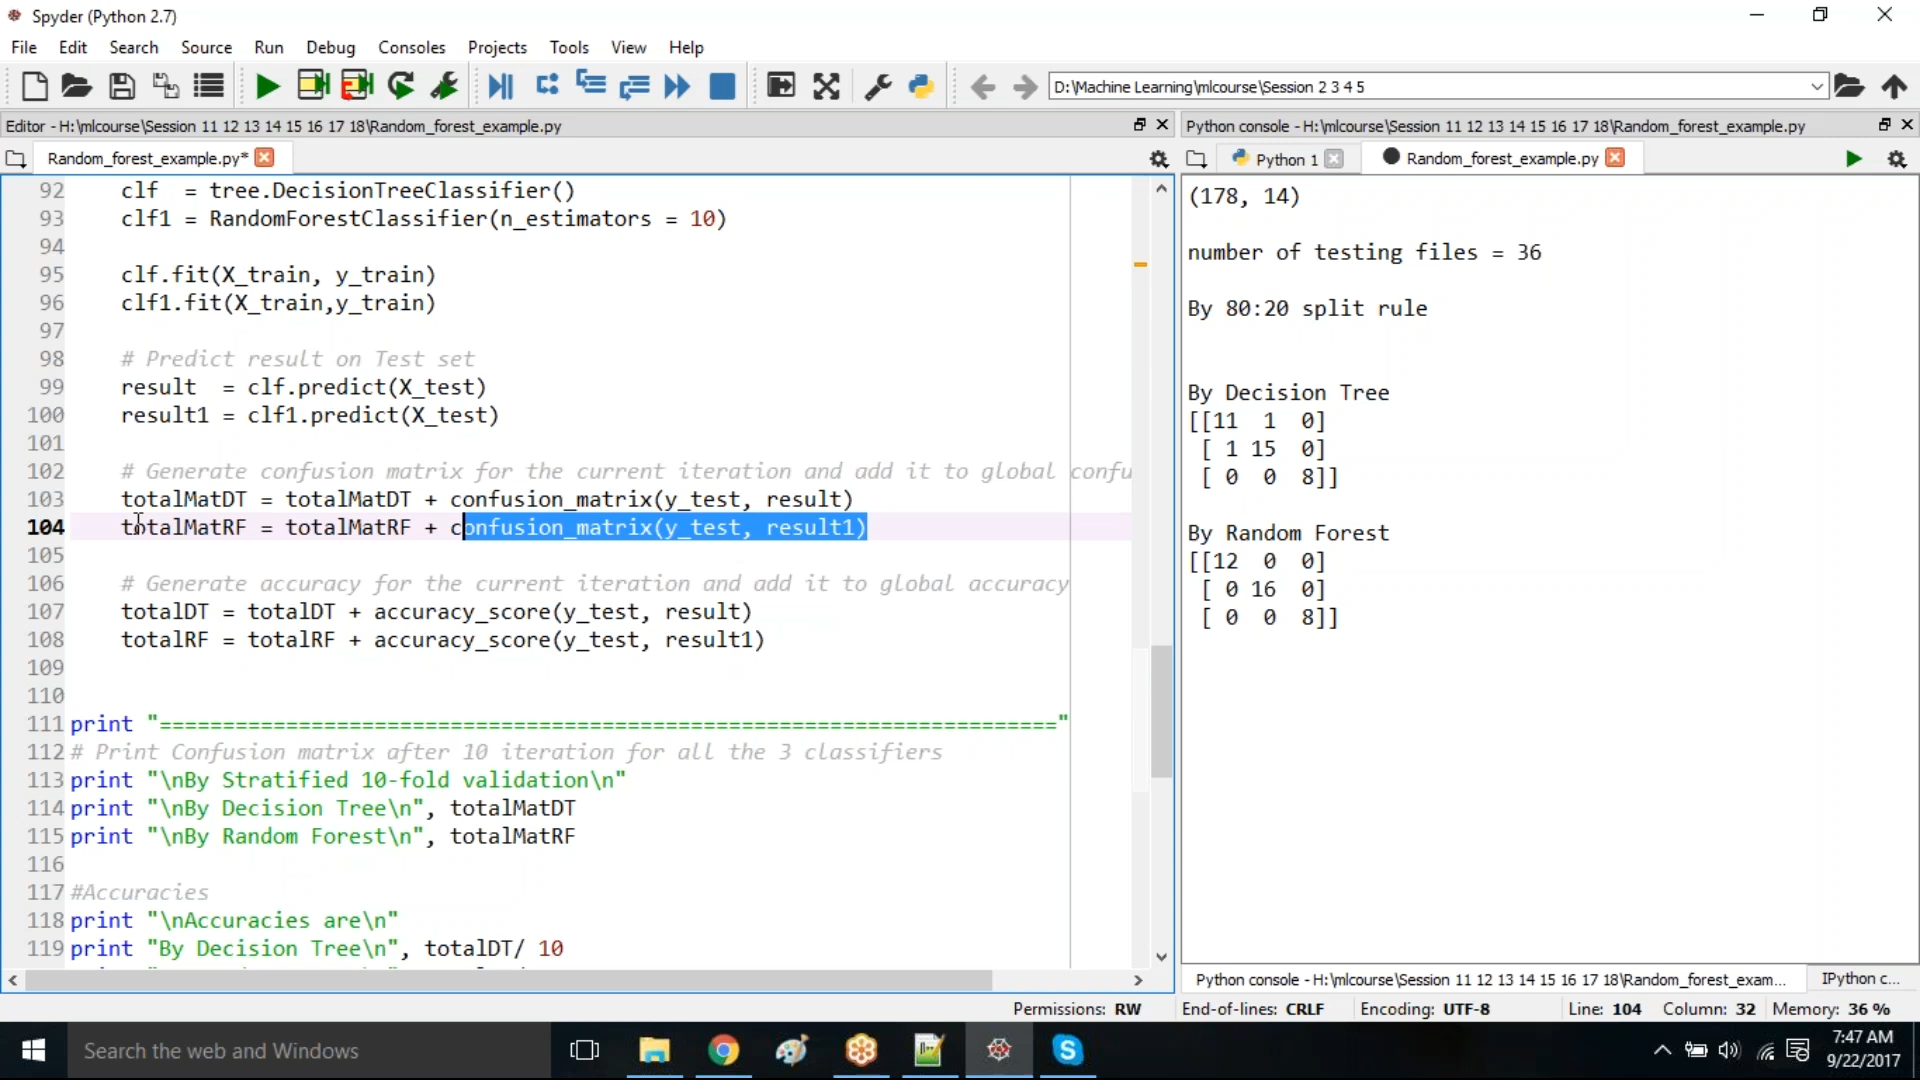 Spyder (Python 2.7)
File Edit Search Source Run Debug Consoles Projects Tools View Help
D:\Machine Learning\mlcourse\Session 2 3 4 5
Editor - H:\mlcourse\Session 11 12 13 14 15 16 17 18\Random_forest_example.py
Random_forest_example.py*
92 clf = tree.DecisionTreeClassifier()
93 clf1 = RandomForestClassifier(n_estimators = 10)
94
95 clf.fit(X_train, y_train)
96 clf1.fit(X_train,y_train)
97
98 # Predict result on Test set
99 result = clf.predict(X_test)
100 result1 = clf1.predict(X_test)
101
102 # Generate confusion matrix for the current iteration and add it to global confu
103 totalMatDT = totalMatDT + confusion_matrix(y_test, result)
104 totalMatRF = totalMatRF + confusion_matrix(y_test, result1)
105
106 # Generate accuracy for the current iteration and add it to global accuracy
107 totalDT = totalDT + accuracy_score(y_test, result)
108 totalRF = totalRF + accuracy_score(y_test, result1)
109
110
111 print "======================================================================="
112 # Print Confusion matrix after 10 iteration for all the 3 classifiers
113 print "\nBy Stratified 10-fold validation\n"
114 print "\nBy Decision Tree\n", totalMatDT
115 print "\nBy Random Forest\n", totalMatRF
116
117 #Accuracies
118 print "\nAccuracies are\n"
119 print "By Decision Tree\n", totalDT/ 10
Python console - H:\mlcourse\Session 11 12 13 14 15 16 17 18\Random_forest_example.py
Python 1 Random_forest_example.py
(178, 14)
number of testing files = 36
By 80:20 split rule
By Decision Tree
[[11 1 0]
[ 1 15 0]
[ 0 0 8]]
By Random Forest
[[12 0 0]
[ 0 16 0]
[ 0 0 8]]
Python console - H:\mlcourse\Session 11 12 13 14 15 16 17 18\Random_forest_exam... IPython c...
Permissions: RW End-of-lines: CRLF Encoding: UTF-8 Line: 104 Column: 32 Memory: 36 %
Search the web and Windows
7:47 AM
9/22/2017